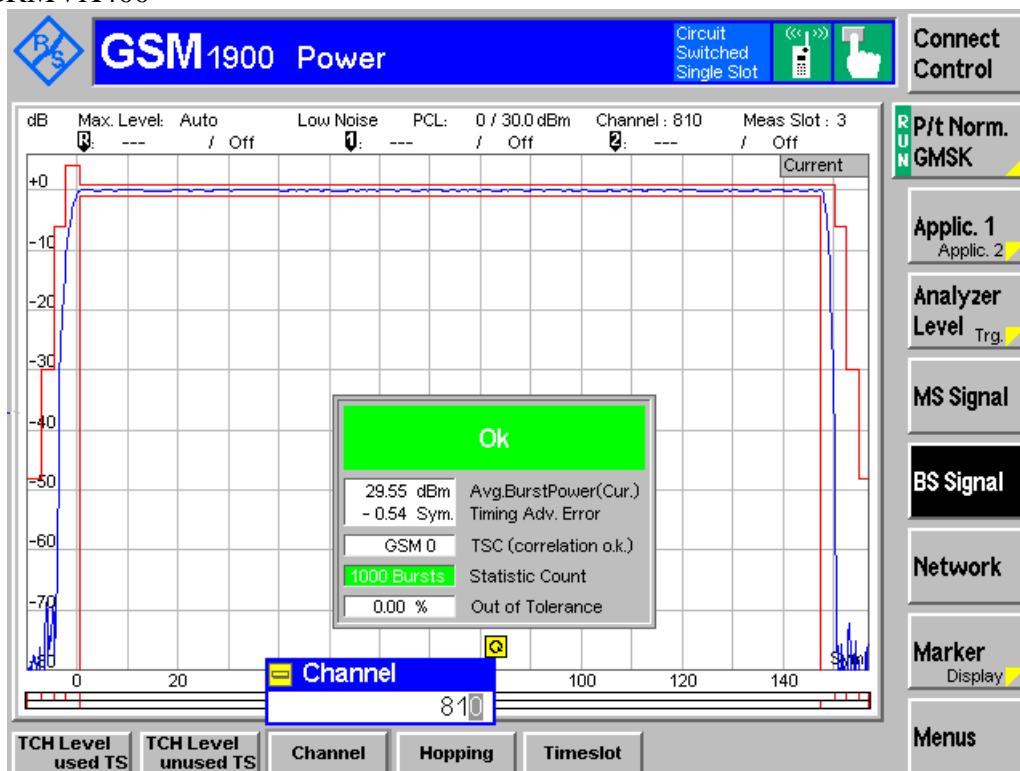 R/S
GSM 1900 Power
Circuit
Switched
Single Slot
Connect
Control
dB Max. Level: Auto Low Noise PCL: 0 / 30.0 dBm Channel : 810 Meas Slot : 3
R: --- / Off 1: --- / Off 2: --- / Off
Current
RUN
P/t Norm.
GMSK
Applic. 1
Applic. 2
Analyzer
Level Trg.
MS Signal
BS Signal
Network
Marker
Display
Menus
+0
-10
-20
-30
-40
-50
-60
-70
-80
Ok
29.55 dBm Avg.BurstPower(Cur.)
- 0.54 Sym. Timing Adv. Error
GSM 0 TSC (correlation o.k.)
1000 Bursts Statistic Count
0.00 % Out of Tolerance
Sym
0 20 100 120 140
Channel
810
TCH Level
used TS
TCH Level
unused TS
Channel
Hopping
Timeslot